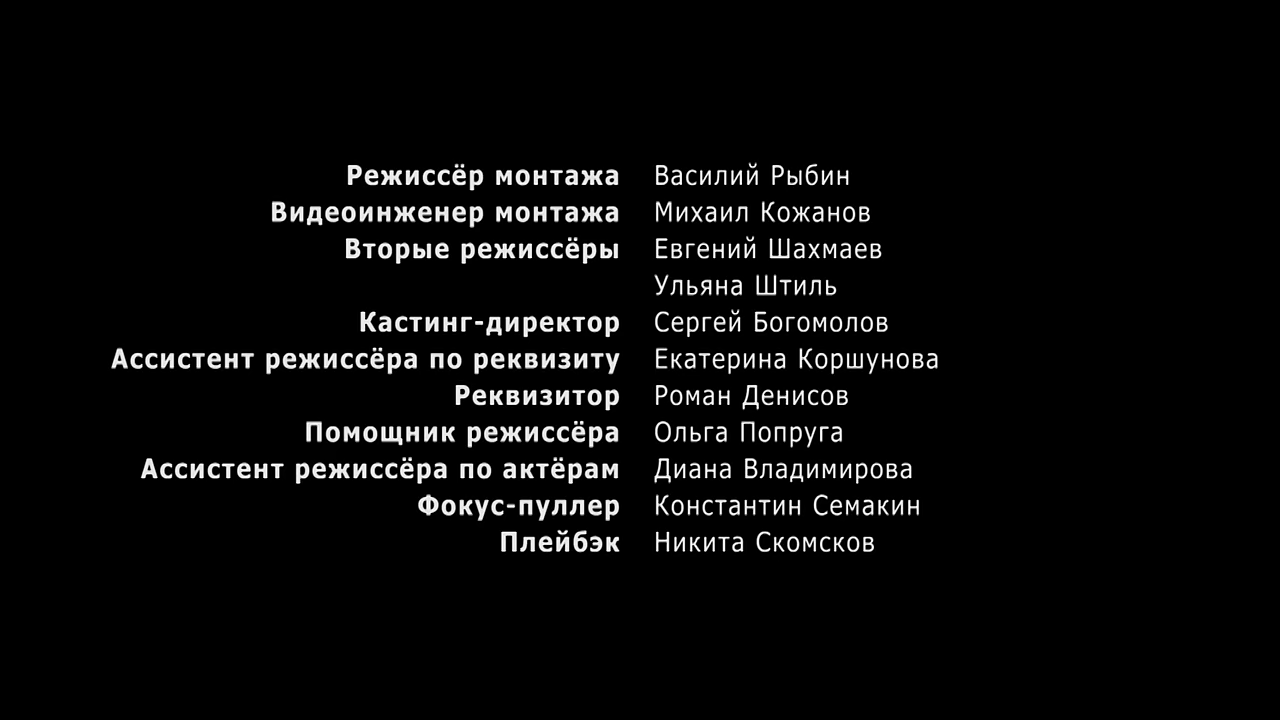 Режиссёр монтажа Василий Рыбин
Видеоинженер монтажа Михаил Кожанов
Вторые режиссёры Евгений Шахмаев
Ульяна Штиль
Кастинг-директор Сергей Богомолов
Ассистент режиссёра по реквизиту Екатерина Коршунова
Реквизитор Роман Денисов
Помощник режиссёра Ольга Попруга
Ассистент режиссёра по актёрам Диана Владимирова
Фокус-пуллер Константин Семакин
Плейбэк Никита Скомсков